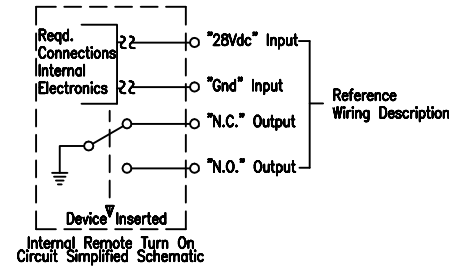 Reqd.
Connections
Internal
Electronics
"28Vdc" Input
"Gnd" Input
"N.C." Output
"N.O." Output
Reference
Wiring Description
Device Inserted
Internal Remote Turn On
Circuit Simplified Schematic